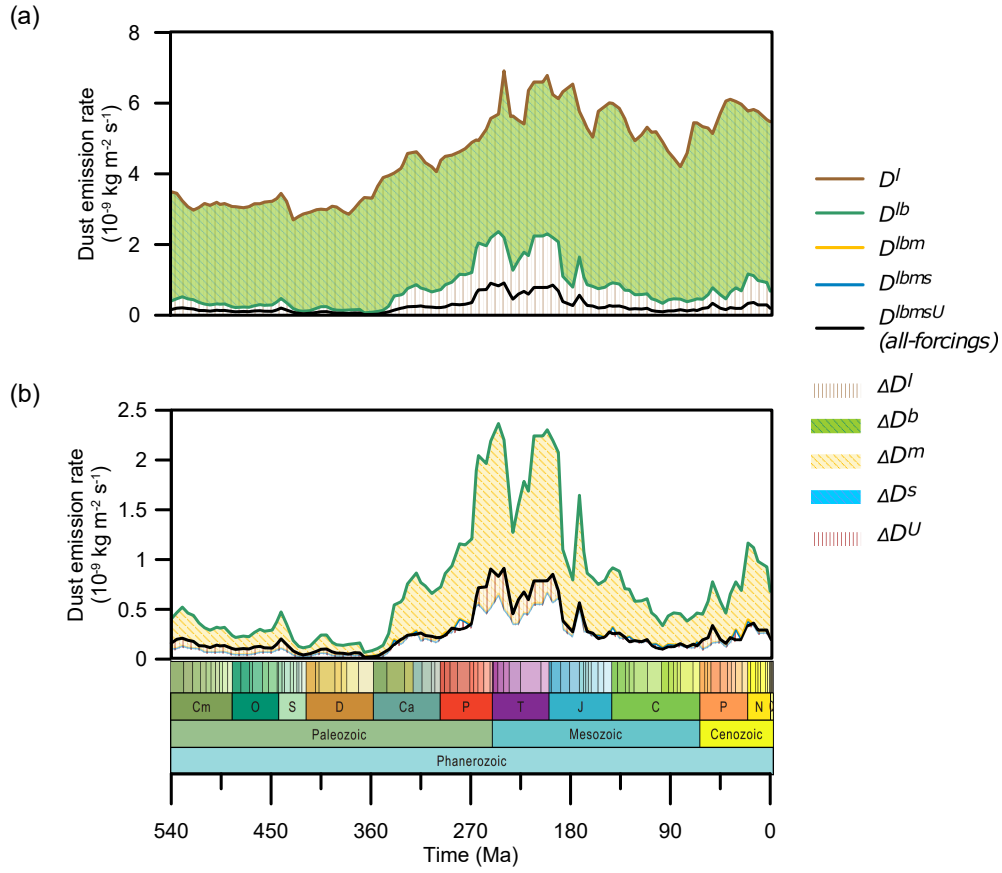 (a)
8
6
4
2
0
Dust emission rate
(10⁻⁹ kg m⁻² s⁻¹)
Dˡ
Dˡᵇ
Dˡᵇᵐ
Dˡᵇᵐˢ
Dˡᵇᵐˢᵁ
(all-forcings)
ΔDˡ
ΔDᵇ
ΔDᵐ
ΔDˢ
ΔDᵁ
(b)
2.5
2
1.5
1
0.5
0
Dust emission rate
(10⁻⁹ kg m⁻² s⁻¹)
Cm O S D Ca P T J C P N
Paleozoic Mesozoic Cenozoic
Phanerozoic
540 450 360 270 180 90 0
Time (Ma)